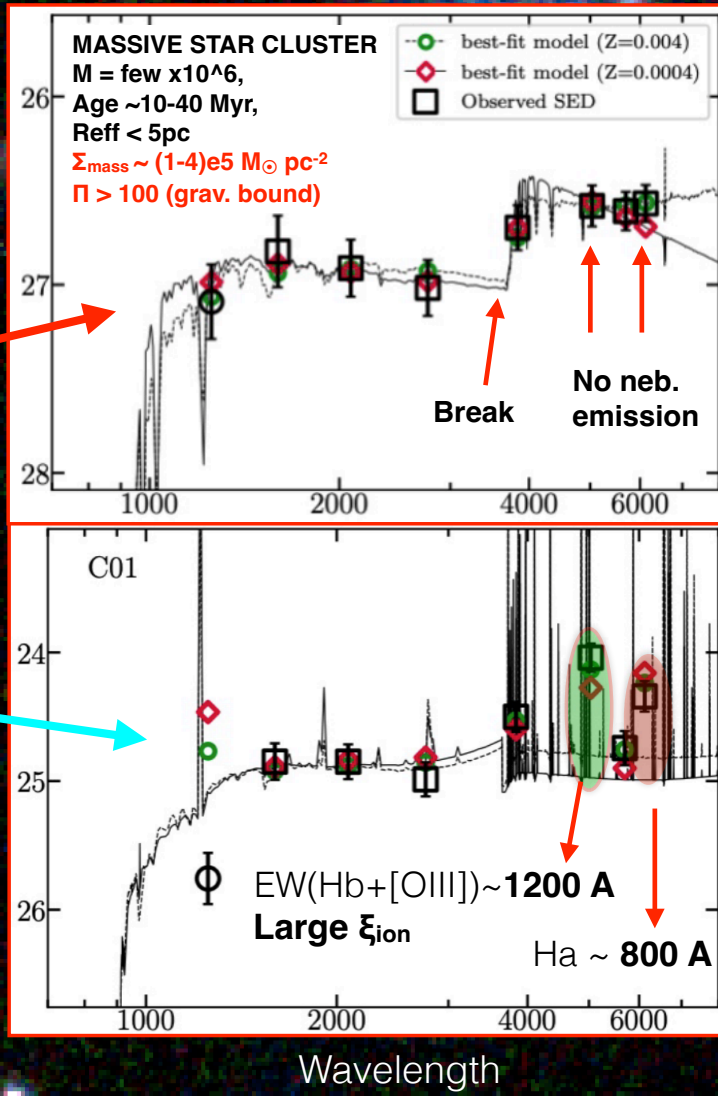 MASSIVE STAR CLUSTER
M = few x10^6,
Age ~10-40 Myr,
Reff < 5pc
Σmass ~ (1-4)e5 M☉ pc-2
Π > 100 (grav. bound)
best-fit model (Z=0.004)
best-fit model (Z=0.0004)
Observed SED
26
27
28
Break
No neb.
emission
1000
2000
4000
6000
C01
24
25
26
EW(Hb+[OIII])~1200 A
Large ξion
Ha ~ 800 A
1000
2000
4000
6000
Wavelength